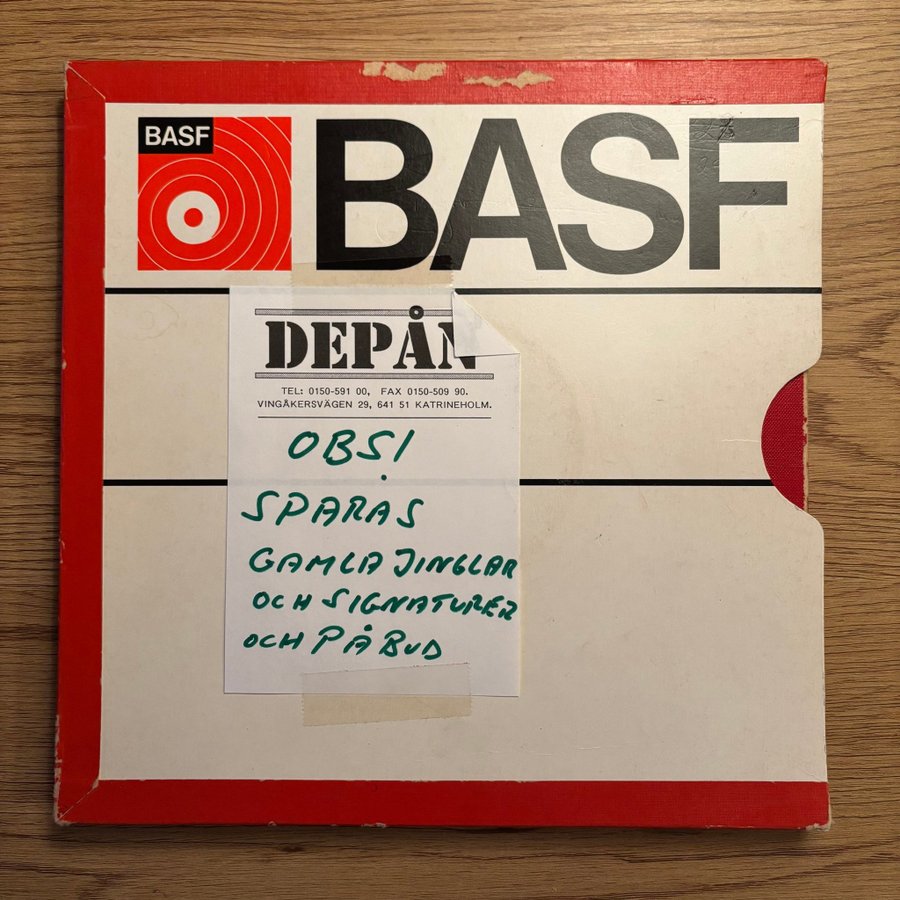 BASF
BASF
DEPÅN
TEL: 0150-591 00, FAX 0150-509 90.
VINGÅKERSVÄGEN 29, 641 51 KATRINEHOLM.
OBS!
SPARAS
GAMLA JINGLAR
OCH SIGNATURER
OCH PÅBUD